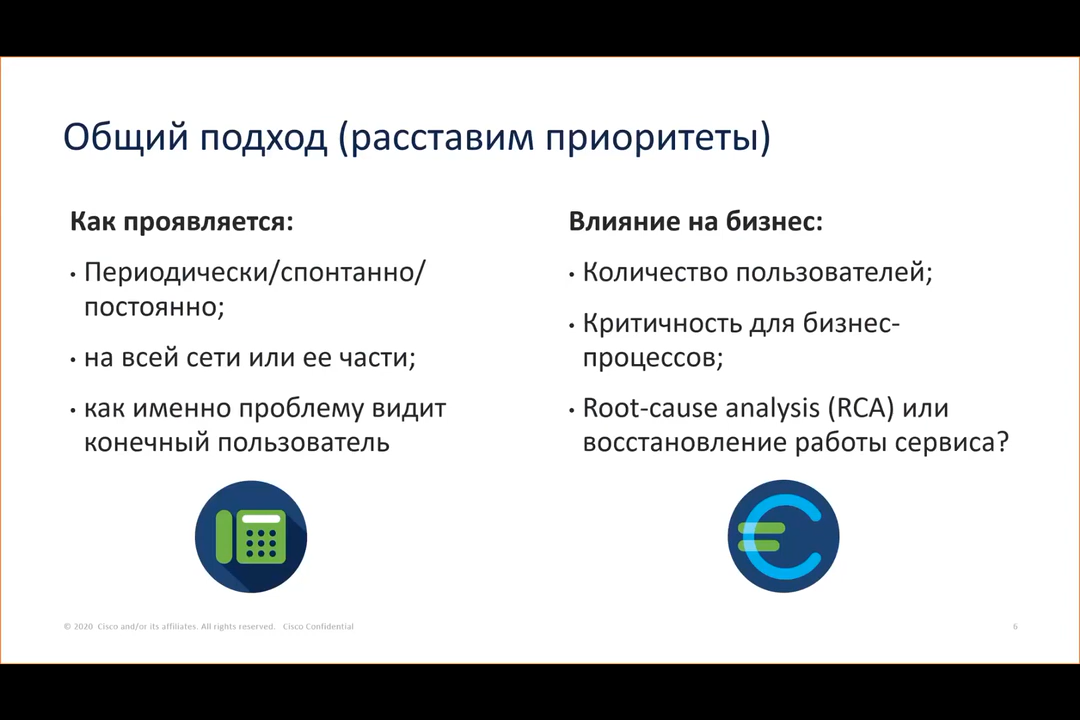 Общий подход (расставим приоритеты)
Как проявляется:
• Периодически/спонтанно/
постоянно;
• на всей сети или ее части;
• как именно проблему видит
конечный пользователь
Влияние на бизнес:
• Количество пользователей;
• Критичность для бизнес-
процессов;
• Root-cause analysis (RCA) или
восстановление работы сервиса?
© 2020 Cisco and/or its affiliates. All rights reserved. Cisco Confidential
6